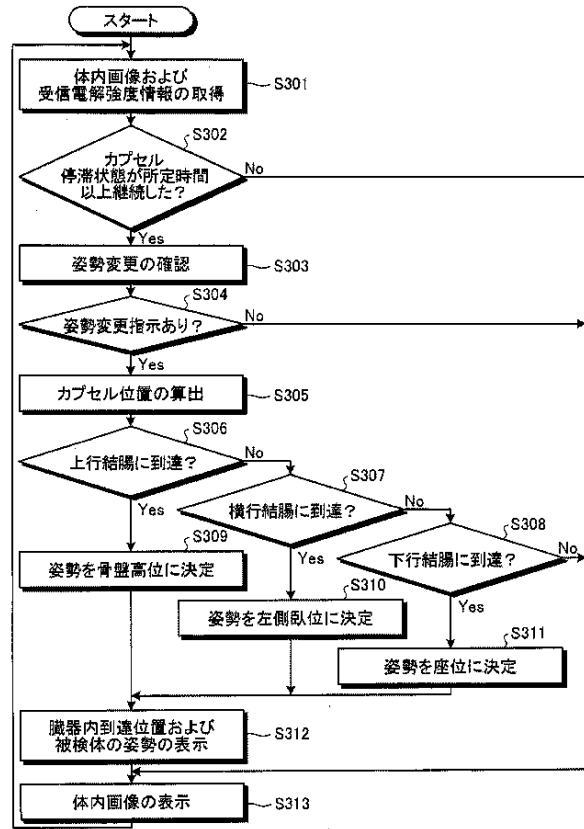 スタート
体内画像および
受信電解強度情報の取得
S301
S302
カプセル
停滞状態が所定時間
以上継続した?
No
Yes
姿勢変更の確認
S303
S304
姿勢変更指示あり?
No
Yes
カプセル位置の算出
S305
S306
上行結腸に到達?
No
Yes
S307
横行結腸に到達?
No
Yes
S308
下行結腸に到達?
No
Yes
S309
姿勢を骨盤高位に決定
S310
姿勢を左側臥位に決定
S311
姿勢を座位に決定
臓器内到達位置および
被検体の姿勢の表示
S312
体内画像の表示
S313